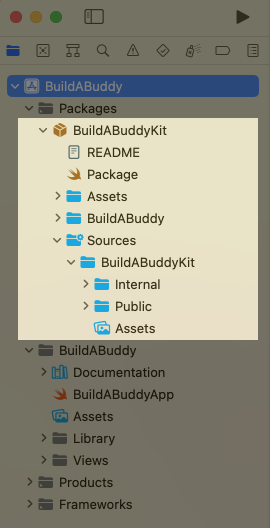 BuildABuddy
Packages
BuildABuddyKit
README
Package
Assets
BuildABuddy
Sources
BuildABuddyKit
Internal
Public
Assets
BuildABuddy
Documentation
BuildABuddyApp
Assets
Library
Views
Products
Frameworks